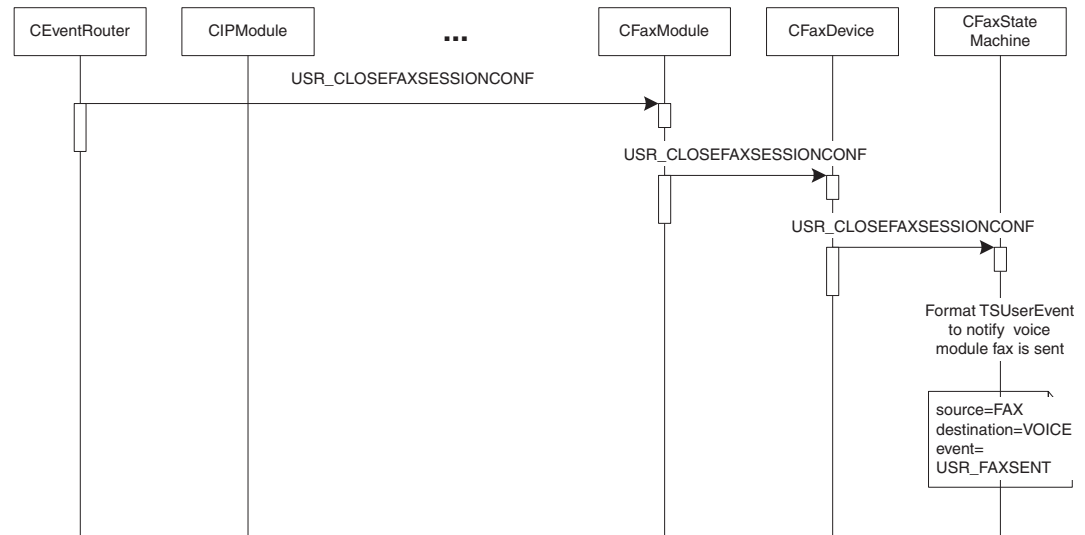 CEventRouter
CIPModule
...
CFaxModule
CFaxDevice
CFaxState
Machine
USR_CLOSEFAXSESSIONCONF
USR_CLOSEFAXSESSIONCONF
USR_CLOSEFAXSESSIONCONF
Format TSUserEvent
to notify voice
module fax is sent
source=FAX
destination=VOICE
event=
USR_FAXSENT